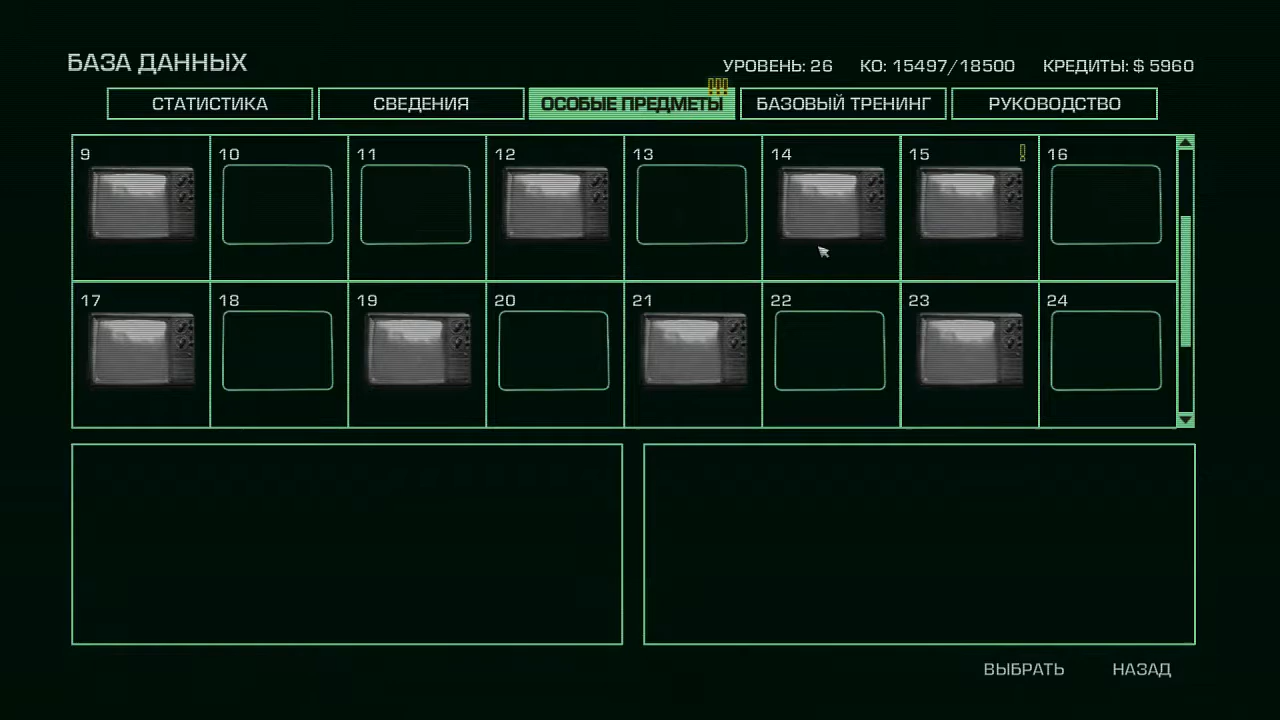 БАЗА ДАННЫХ
УРОВЕНЬ: 26 КО: 15497/18500 КРЕДИТЫ: $ 5960
!!!
СТАТИСТИКА СВЕДЕНИЯ ОСОБЫЕ ПРЕДМЕТЫ БАЗОВЫЙ ТРЕНИНГ РУКОВОДСТВО
9 10 11 12 13 14 15 ! 16
17 18 19 20 21 22 23 24
ВЫБРАТЬ НАЗАД